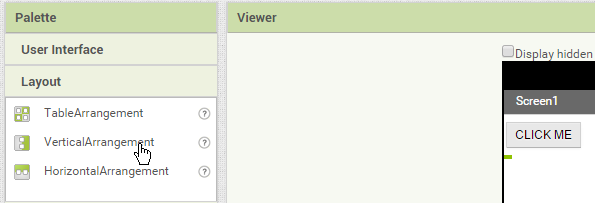 Palette
Viewer
User Interface
Display hidden
Layout
Screen1
TableArrangement ?
CLICK ME
VerticalArrangement ?
HorizontalArrangement ?